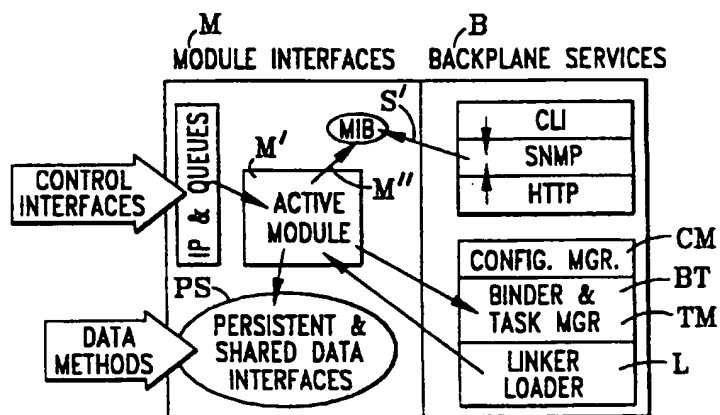 M
MODULE INTERFACES
B
BACKPLANE SERVICES
S'
MIB
CLI
SNMP
HTTP
M'
M"
CONTROL
INTERFACES
IP & QUEUES
ACTIVE
MODULE
CONFIG. MGR.
CM
BINDER &
TASK MGR
BT
TM
LINKER
LOADER
L
PS
PERSISTENT &
SHARED DATA
INTERFACES
DATA
METHODS